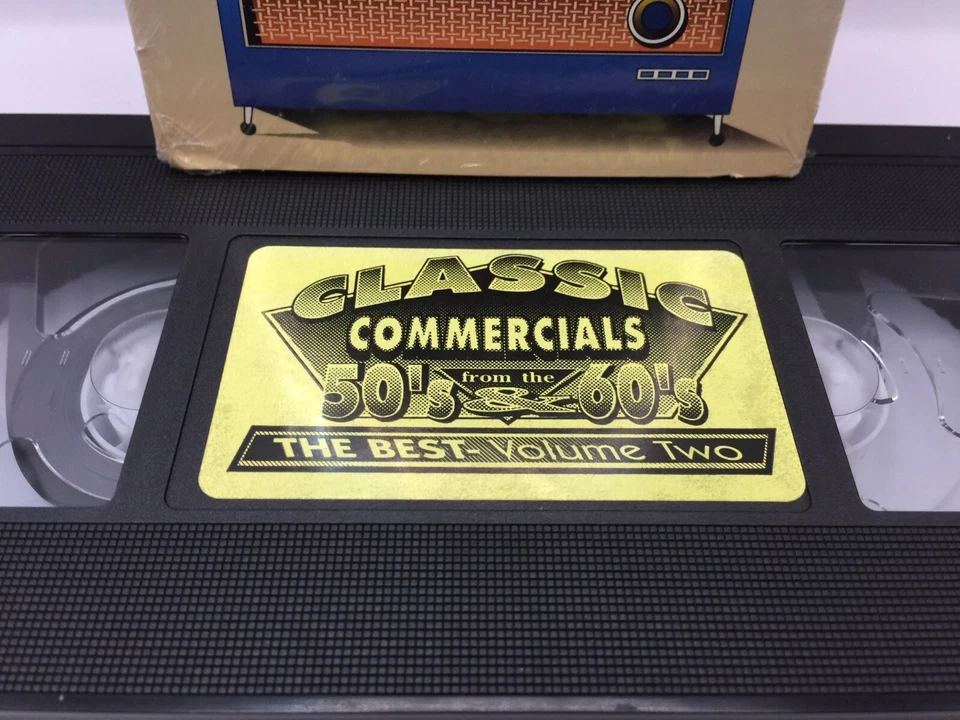 CLASSIC
COMMERCIALS
from the
50's & 60's
THE BEST- Volume Two